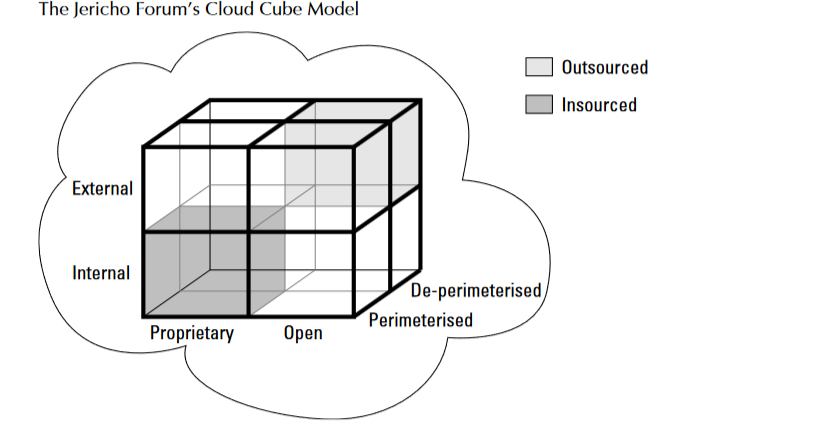 The Jericho Forum's Cloud Cube Model
Outsourced
Insourced
External
Internal
De-perimeterised
Perimeterised
Proprietary
Open